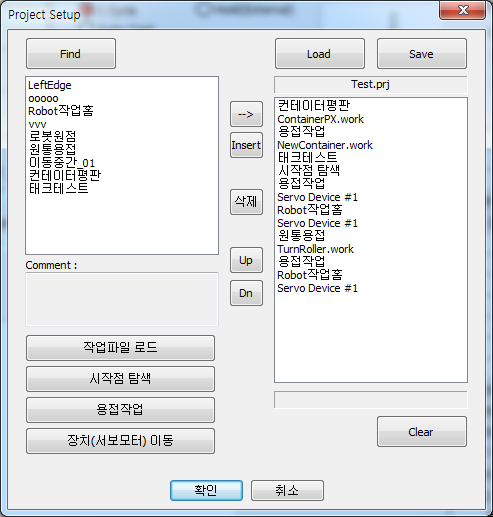 Project Setup
Find
Load
Save
Test.prj
LeftEdge
ooooo
Robot작업홈
vvv
로봇원점
원통용접
이동중간_01
컨테이터평판
태크테스트
-->
Insert
삭제
Up
Dn
컨테이터평판
ContainerPX.work
용접작업
NewContainer.work
태크테스트
시작점 탐색
용접작업
Servo Device #1
Robot작업홈
Servo Device #1
원통용접
TurnRoller.work
용접작업
Robot작업홈
Servo Device #1
Comment :
작업파일 로드
시작점 탐색
용접작업
장치(서보모터) 이동
Clear
확인
취소